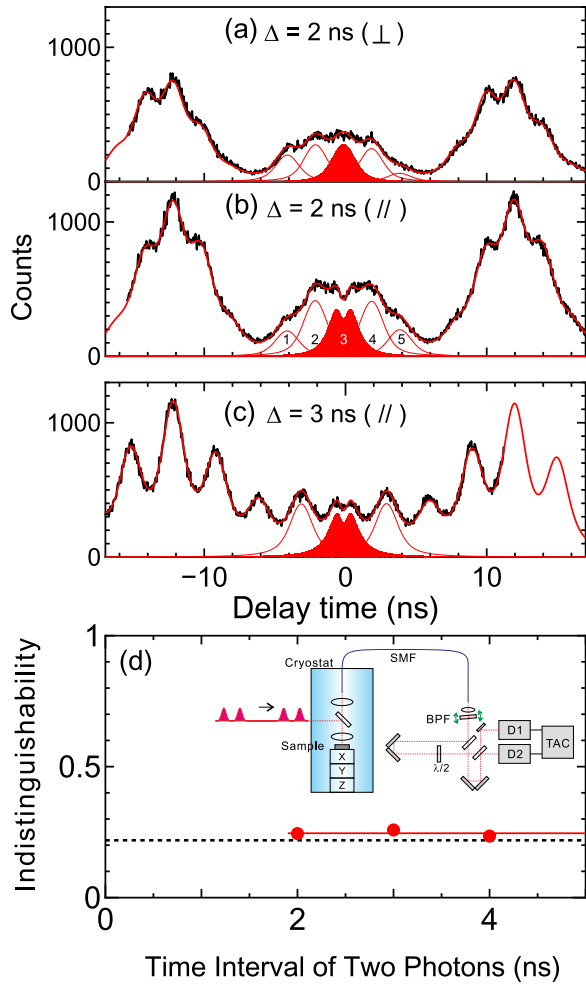 (a) Δ = 2 ns (⊥)
1000
0
(b) Δ = 2 ns ( // )
1000
1 2 3 4 5
0
Counts
(c) Δ = 3 ns ( // )
1000
0
−10 0 10
Delay time (ns)
1
(d)
SMF
Cryostat
BPF
D1
TAC
Sample
D2
X
λ/2
Y
Z
0.5
0
0 2 4
Indistinguishability
Time Interval of Two Photons (ns)